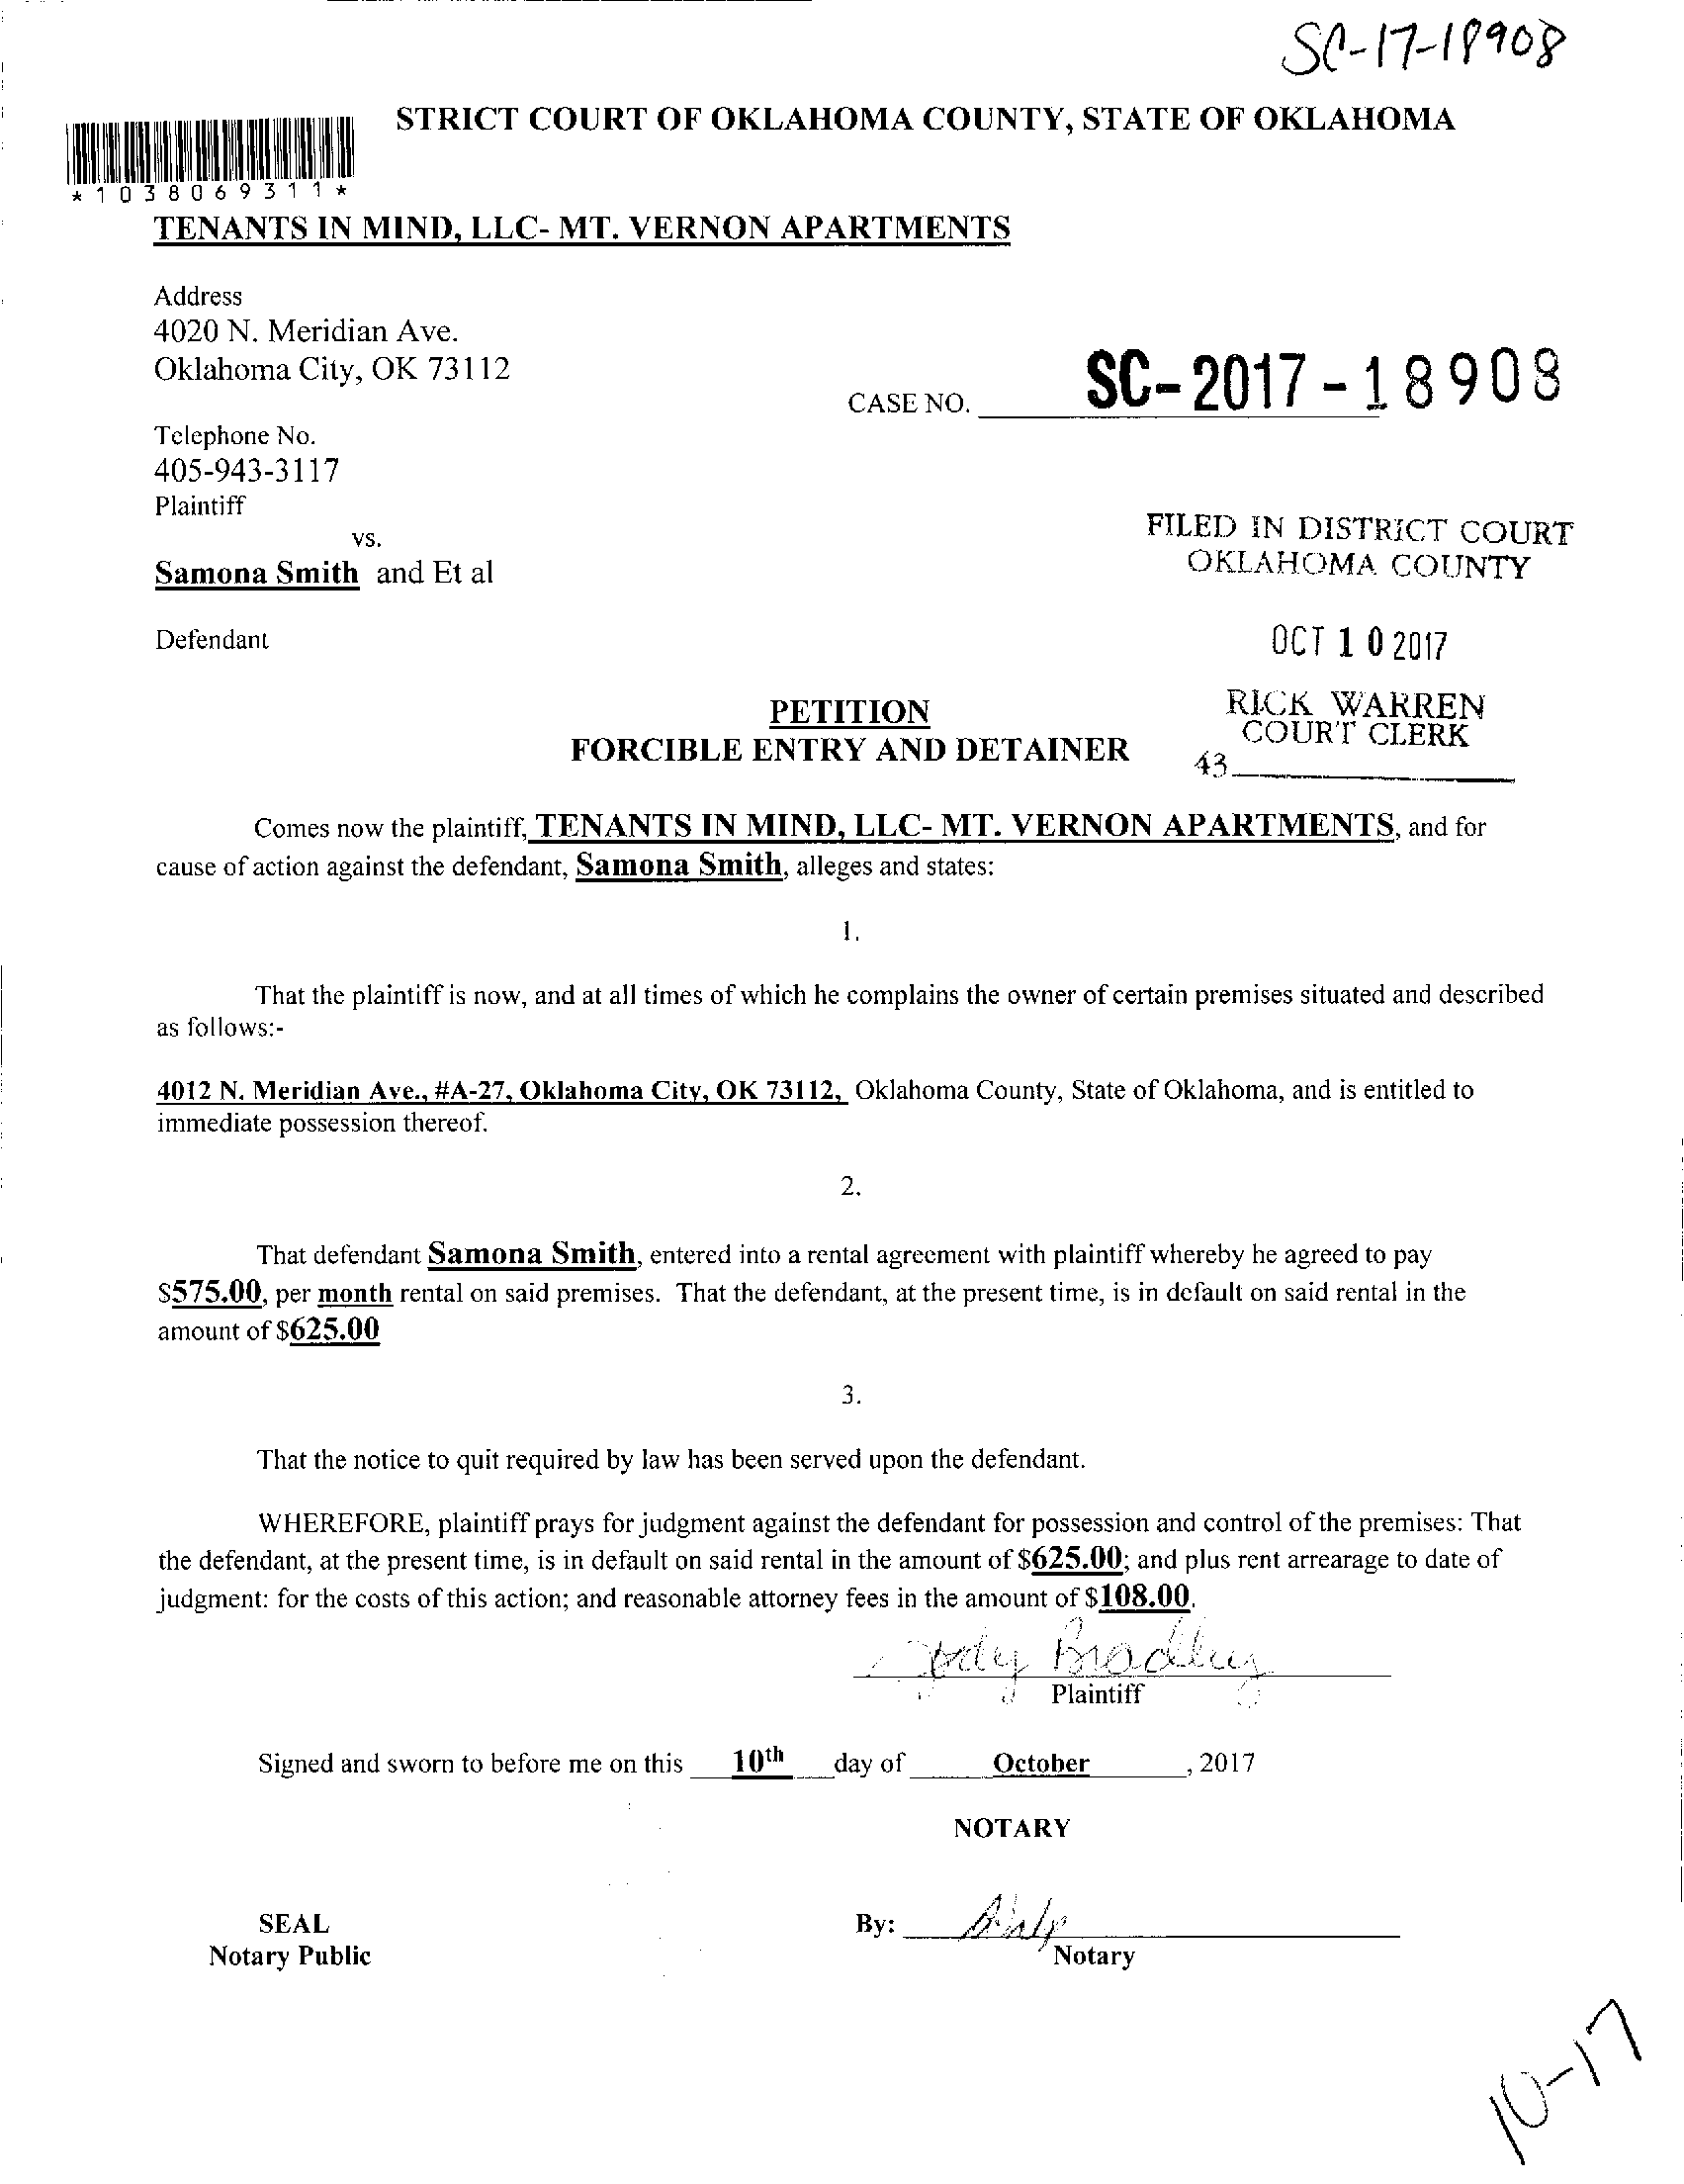 SC-17-18908
STRICT COURT OF OKLAHOMA COUNTY, STATE OF OKLAHOMA
*1038069311*
TENANTS IN MIND, LLC- MT. VERNON APARTMENTS
Address
4020 N. Meridian Ave.
Oklahoma City, OK 73112
CASE NO. SC-2017-18908
Telephone No.
405-943-3117
Plaintiff
vs.
Samona Smith and Et al
Defendant
FILED IN DISTRICT COURT
OKLAHOMA COUNTY
OCT 10 2017
RICK WARREN
COURT CLERK
43
PETITION
FORCIBLE ENTRY AND DETAINER
Comes now the plaintiff, TENANTS IN MIND, LLC- MT. VERNON APARTMENTS, and for
cause of action against the defendant, Samona Smith, alleges and states:
1.
That the plaintiff is now, and at all times of which he complains the owner of certain premises situated and described
as follows:-
4012 N. Meridian Ave., #A-27, Oklahoma City, OK 73112, Oklahoma County, State of Oklahoma, and is entitled to
immediate possession thereof.
2.
That defendant Samona Smith, entered into a rental agreement with plaintiff whereby he agreed to pay
$575.00, per month rental on said premises. That the defendant, at the present time, is in default on said rental in the
amount of $625.00
3.
That the notice to quit required by law has been served upon the defendant.
WHEREFORE, plaintiff prays for judgment against the defendant for possession and control of the premises: That
the defendant, at the present time, is in default on said rental in the amount of $625.00; and plus rent arrearage to date of
judgment: for the costs of this action; and reasonable attorney fees in the amount of $108.00.
Jody Bradley
Plaintiff
Signed and sworn to before me on this 10th day of October, 2017
NOTARY
SEAL
Notary Public
By:
Notary
10-17